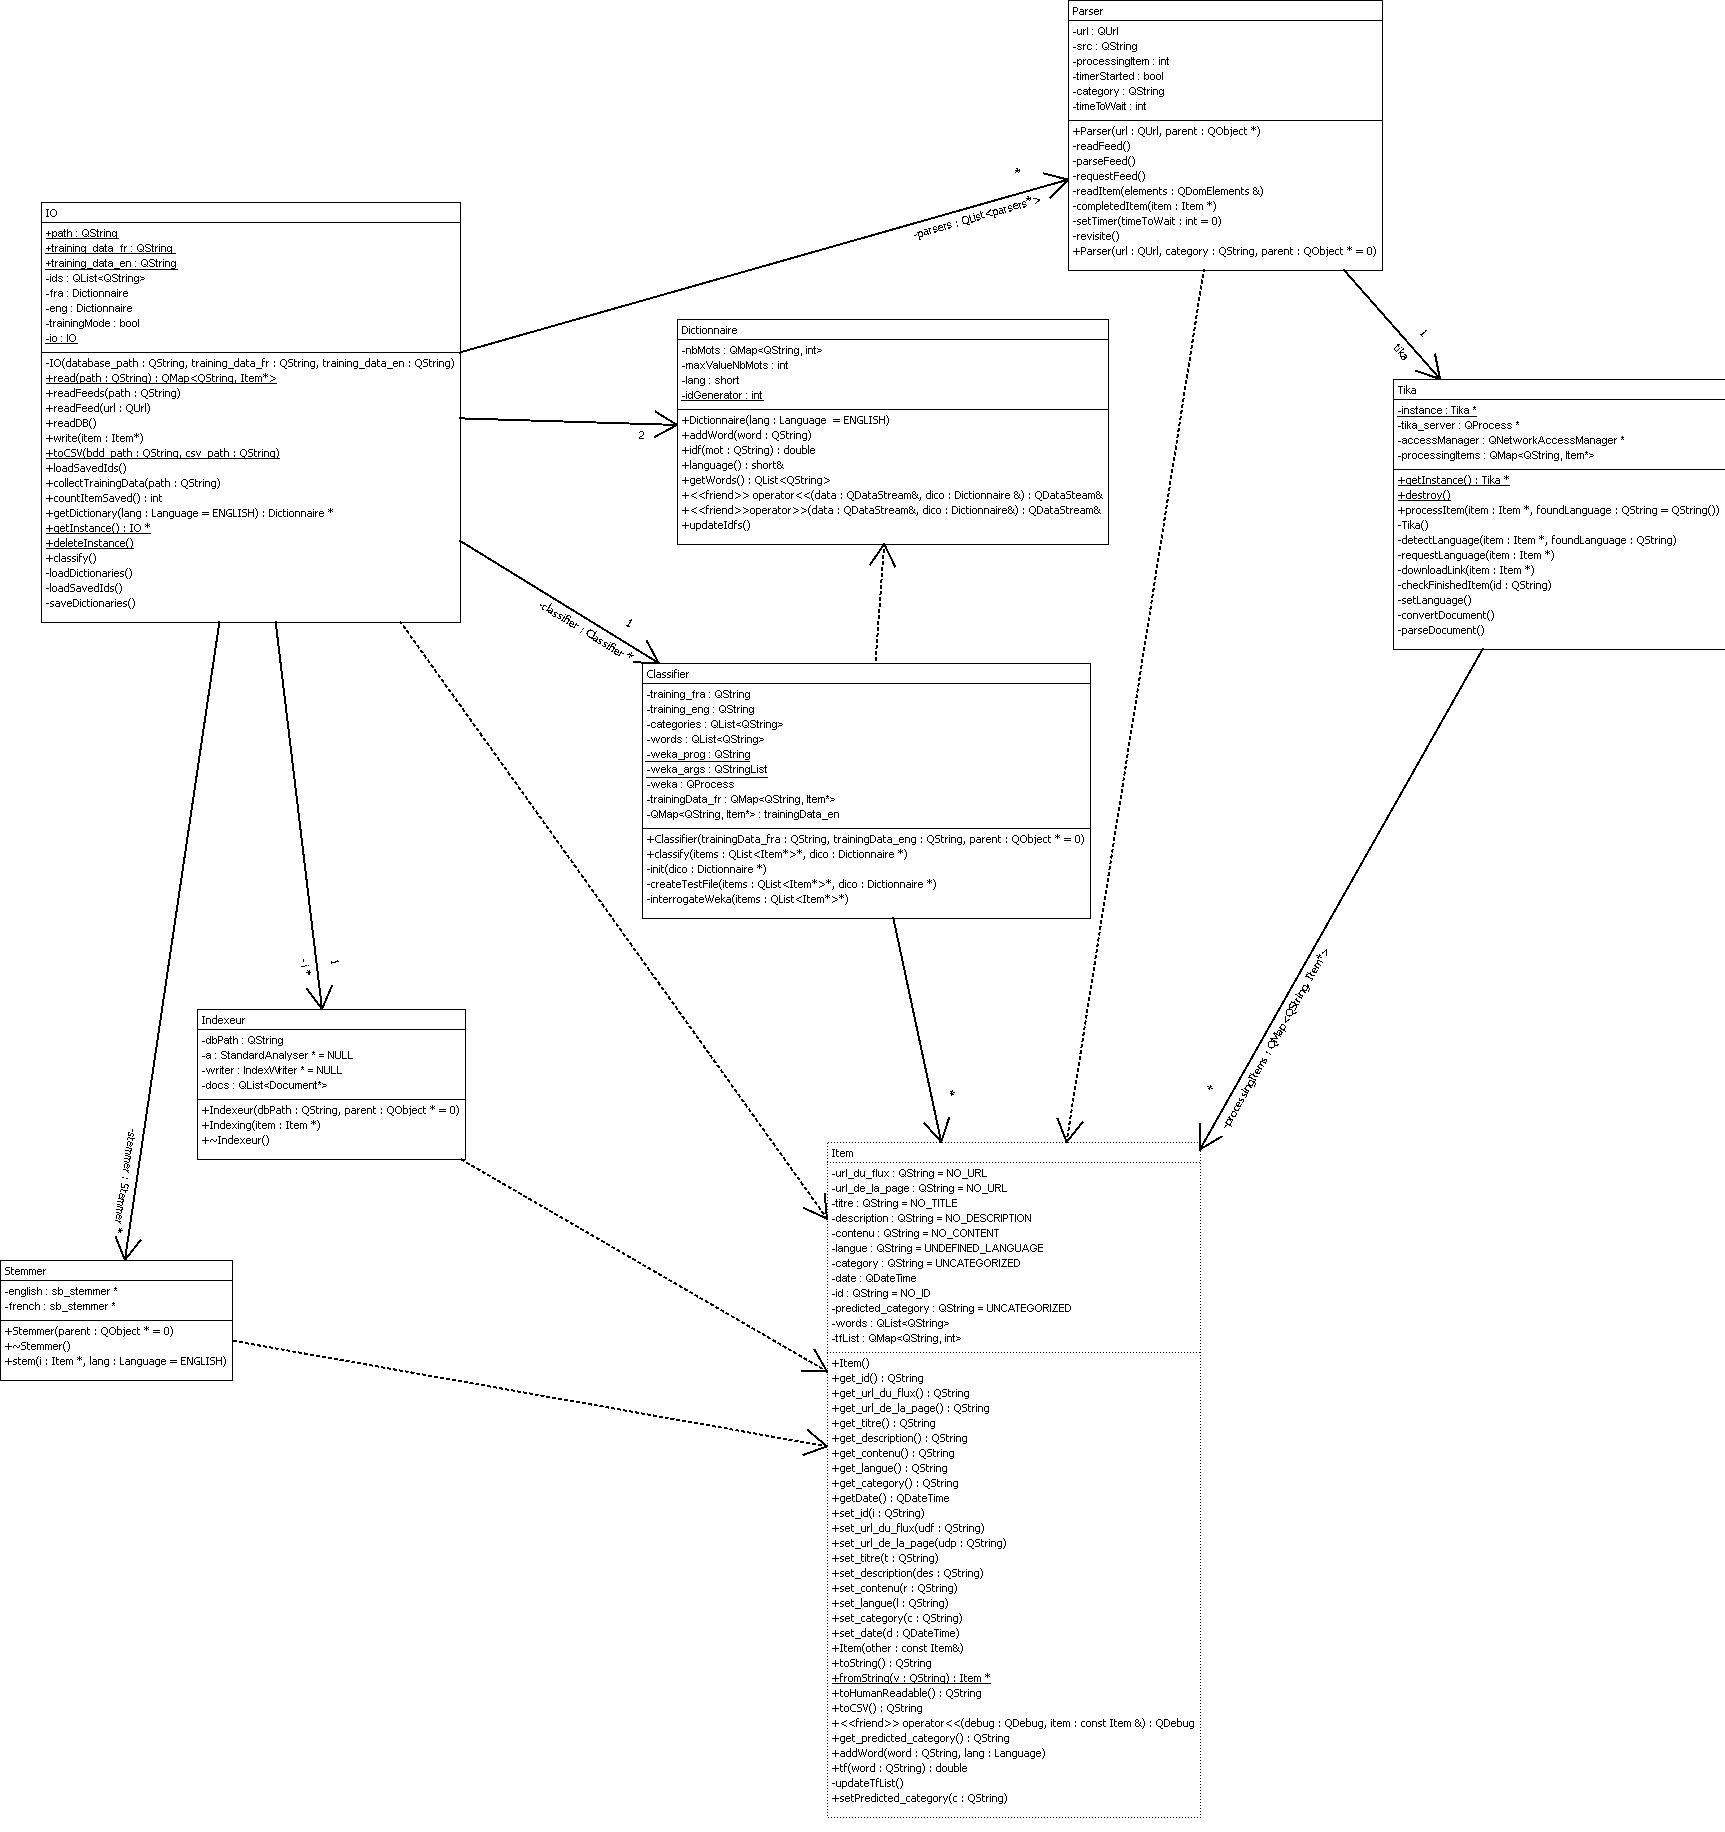 Parser
-url : QUrl
-src : QString
-processingItem : int
-timerStarted : bool
-category : QString
-timeToWait : int
+Parser(url : QUrl, parent : QObject *)
-readFeed()
-parseFeed()
-requestFeed()
-readItem(elements : QDomElements &)
-completedItem(item : Item *)
-setTimer(timeToWait : int = 0)
-revisite()
+Parser(url : QUrl, category : QString, parent : QObject * = 0)
*
-parsers : QList<parsers*>
IO
+path : QString
+training_data_fr : QString
+training_data_en : QString
-ids : QList<QString>
-fra : Dictionnaire
-eng : Dictionnaire
-trainingMode : bool
-io : IO
-IO(database_path : QString, training_data_fr : QString, training_data_en : QString)
+read(path : QString) : QMap<QString, Item*>
+readFeeds(path : QString)
+readFeed(url : QUrl)
+readDB()
+write(item : Item*)
+toCSV(bdd_path : QString, csv_path : QString)
+loadSavedIds()
+collectTrainingData(path : QString)
+countItemSaved() : int
+getDictionary(lang : Language = ENGLISH) : Dictionnaire *
+getInstance() : IO *
+deleteInstance()
+classify()
-loadDictionaries()
-loadSavedIds()
-saveDictionaries()
Dictionnaire
-nbMots : QMap<QString, int>
-maxValueNbMots : int
-lang : short
-idGenerator : int
+Dictionnaire(lang : Language  = ENGLISH)
+addWord(word : QString)
+idf(mot : QString) : double
+language() : short&
+getWords() : QList<QString>
+<<friend>> operator<<(data : QDataStream&, dico : Dictionnaire &) : QDataSteam&
+<<friend>>operator>>(data : QDataStream&, dico : Dictionnaire&) : QDataStream&
+updateIdfs()
2
1
tika
Tika
-instance : Tika *
-tika_server : QProcess *
-accessManager : QNetworkAccessManager *
-processingItems : QMap<QString, Item*>
+getInstance() : Tika *
+destroy()
+processItem(item : Item *, foundLanguage : QString = QString())
-Tika()
-detectLanguage(item : Item *, foundLanguage : QString)
-requestLanguage(item : Item *)
-downloadLink(item : Item *)
-checkFinishedItem(id : QString)
-setLanguage()
-convertDocument()
-parseDocument()
1
-classifier : Classifier *
Classifier
-training_fra : QString
-training_eng : QString
-categories : QList<QString>
-words : QList<QString>
-weka_prog : QString
-weka_args : QStringList
-weka : QProcess
-trainingData_fr : QMap<QString, Item*>
-QMap<QString, Item*> : trainingData_en
+Classifier(trainingData_fra : QString, trainingData_eng : QString, parent : QObject * = 0)
+classify(items : QList<Item*>*, dico : Dictionnaire *)
-init(dico : Dictionnaire *)
-createTestFile(items : QList<Item*>*, dico : Dictionnaire *)
-interrogateWeka(items : QList<Item*>*)
1
-i *
Indexeur
-dbPath : QString
-a : StandardAnalyser * = NULL
-writer : IndexWriter * = NULL
-docs : QList<Document*>
+Indexeur(dbPath : QString, parent : QObject * = 0)
+Indexing(item : Item *)
+~Indexeur()
*
*
-processingItems : QMap<QString, Item*>
-stemmer : Stemmer *
Stemmer
-english : sb_stemmer *
-french : sb_stemmer *
+Stemmer(parent : QObject * = 0)
+~Stemmer()
+stem(i : Item *, lang : Language = ENGLISH)
Item
-url_du_flux : QString = NO_URL
-url_de_la_page : QString = NO_URL
-titre : QString = NO_TITLE
-description : QString = NO_DESCRIPTION
-contenu : QString = NO_CONTENT
-langue : QString = UNDEFINED_LANGUAGE
-category : QString = UNCATEGORIZED
-date : QDateTime
-id : QString = NO_ID
-predicted_category : QString = UNCATEGORIZED
-words : QList<QString>
-tfList : QMap<QString, int>
+Item()
+get_id() : QString
+get_url_du_flux() : QString
+get_url_de_la_page() : QString
+get_titre() : QString
+get_description() : QString
+get_contenu() : QString
+get_langue() : QString
+get_category() : QString
+getDate() : QDateTime
+set_id(i : QString)
+set_url_du_flux(udf : QString)
+set_url_de_la_page(udp : QString)
+set_titre(t : QString)
+set_description(des : QString)
+set_contenu(r : QString)
+set_langue(l : QString)
+set_category(c : QString)
+set_date(d : QDateTime)
+Item(other : const Item&)
+toString() : QString
+fromString(v : QString) : Item *
+toHumanReadable() : QString
+toCSV() : QString
+<<friend>> operator<<(debug : QDebug, item : const Item &) : QDebug
+get_predicted_category() : QString
+addWord(word : QString, lang : Language)
+tf(word : QString) : double
-updateTfList()
+setPredicted_category(c : QString)